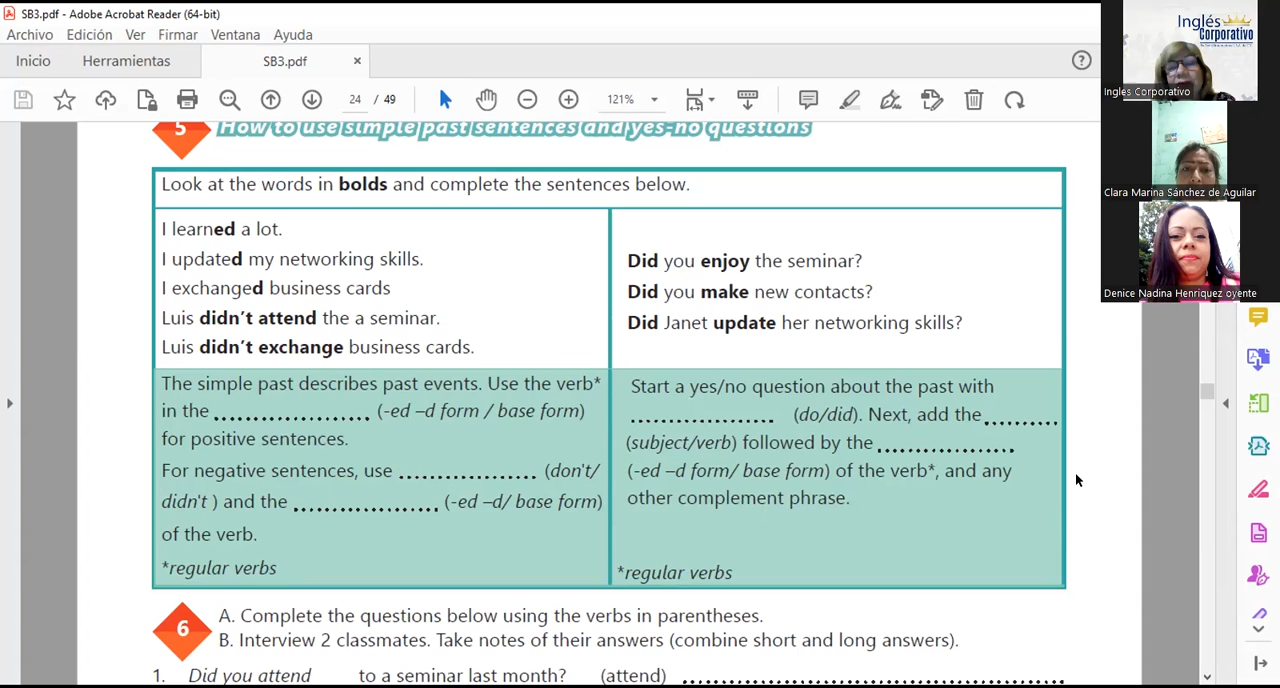 SB3.pdf - Adobe Acrobat Reader (64-bit)
Archivo Edición Ver Firmar Ventana Ayuda
Inicio Herramientas SB3.pdf ×
24 / 49 121%
5 How to use simple past sentences and yes-no questions
Look at the words in bolds and complete the sentences below.
I learned a lot.
I updated my networking skills.
I exchanged business cards
Luis didn't attend the a seminar.
Luis didn't exchange business cards.
Did you enjoy the seminar?
Did you make new contacts?
Did Janet update her networking skills?
The simple past describes past events. Use the verb*
in the ................... (-ed –d form / base form)
for positive sentences.
For negative sentences, use ................. (don't/
didn't ) and the .................. (-ed –d/ base form)
of the verb.
*regular verbs
Start a yes/no question about the past with
.................. (do/did). Next, add the .........
(subject/verb) followed by the .................
(-ed –d form/ base form) of the verb*, and any
other complement phrase.
*regular verbs
6 A. Complete the questions below using the verbs in parentheses.
B. Interview 2 classmates. Take notes of their answers (combine short and long answers).
1. Did you attend to a seminar last month? (attend) ................................................
Inglés
Corporativo
Ingles Corporativo
Clara Marina Sánchez de Aguilar
Denice Nadina Henriquez oyente